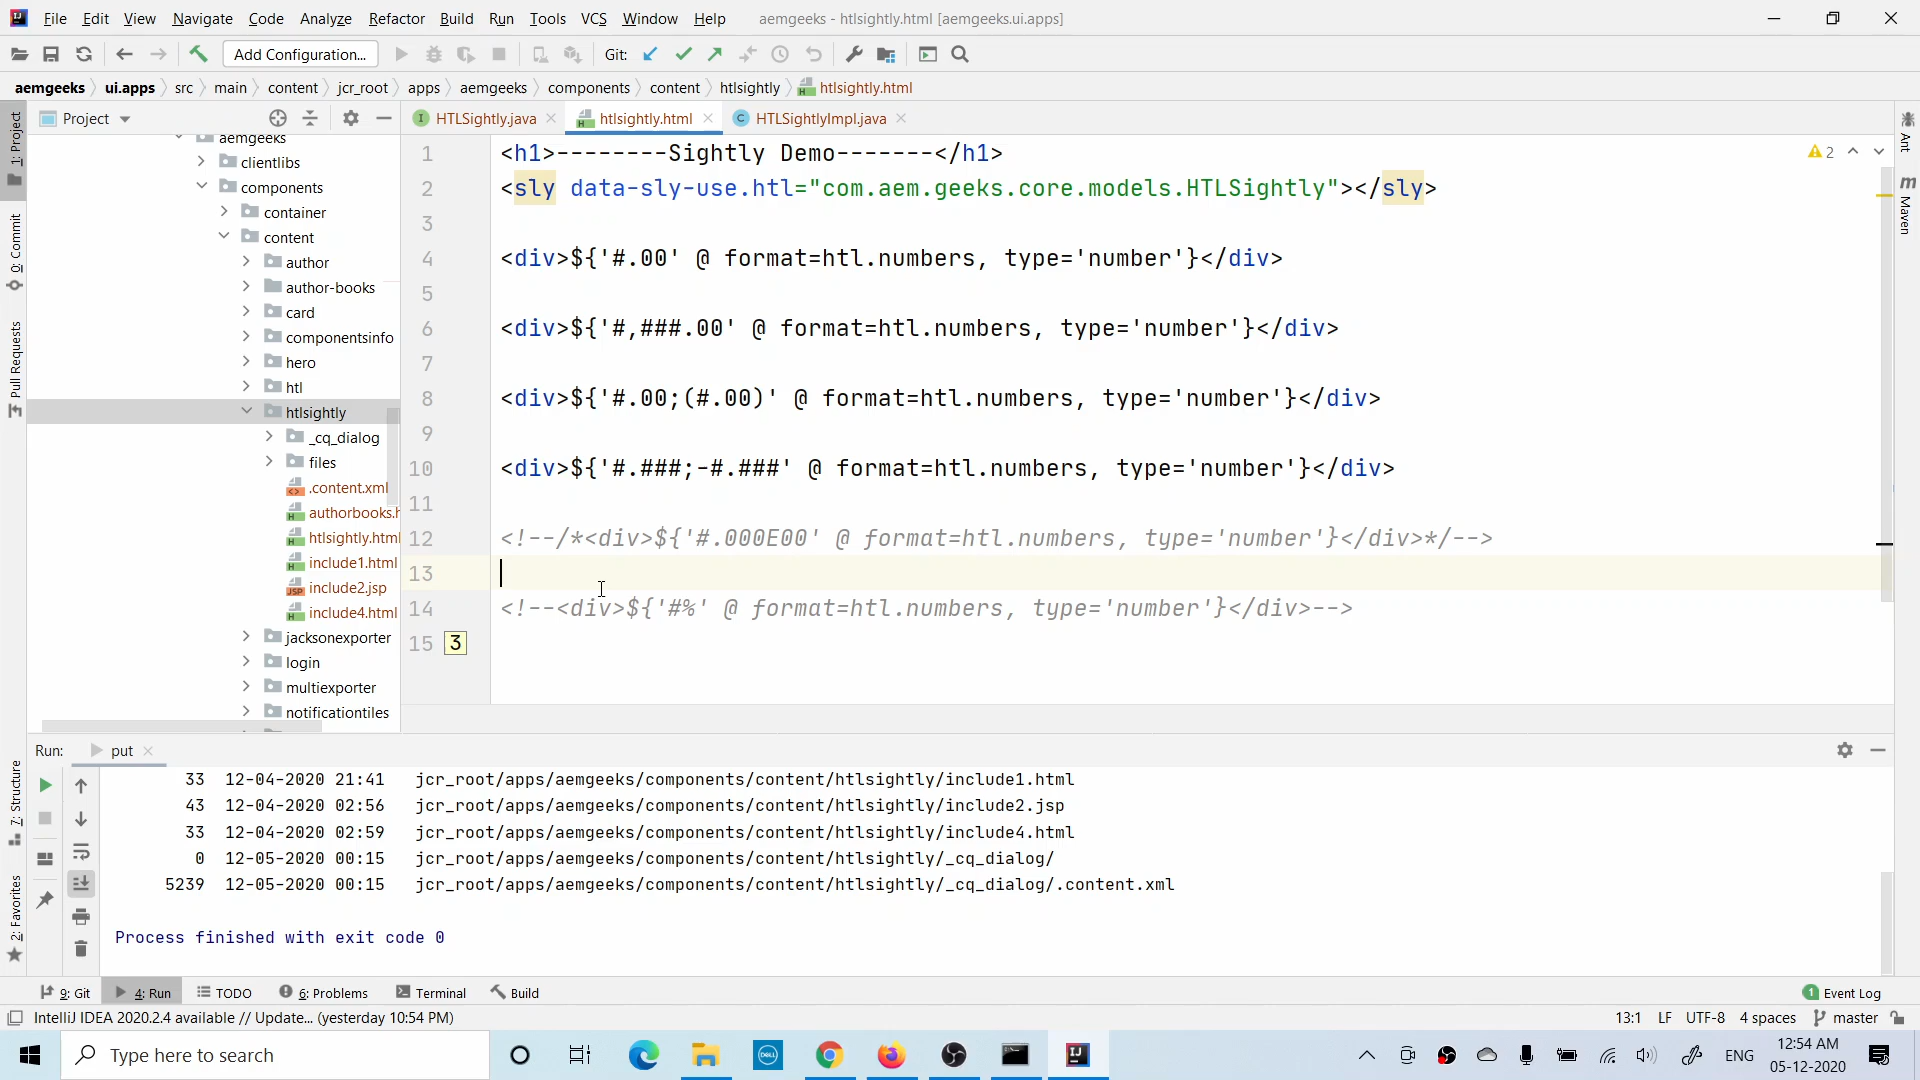 File Edit View Navigate Code Analyze Refactor Build Run Tools VCS Window Help aemgeeks - htlsightly.html [aemgeeks.ui.apps]
Add Configuration... Git:
aemgeeks ui.apps src main content jcr_root apps aemgeeks components content htlsightly htlsightly.html
Project HTLSightly.java htlsightly.html HTLSightlyImpl.java
1: Project
0: Commit
Pull Requests
7: Structure
2: Favorites
Ant
Maven
aemgeeks
clientlibs
components
container
content
author
author-books
card
componentsinfo
hero
htl
htlsightly
_cq_dialog
files
.content.xml
authorbooks.h
htlsightly.html
include1.html
include2.jsp
include4.html
jacksonexporter
login
multiexporter
notificationtiles
1 <h1>--------Sightly Demo-------</h1>
2 <sly data-sly-use.htl="com.aem.geeks.core.models.HTLSightly"></sly>
3
4 <div>${'#.00' @ format=htl.numbers, type='number'}</div>
5
6 <div>${'#,###.00' @ format=htl.numbers, type='number'}</div>
7
8 <div>${'#.00;(#.00)' @ format=htl.numbers, type='number'}</div>
9
10 <div>${'#.###;-#.###' @ format=htl.numbers, type='number'}</div>
11
12 <!--/*<div>${'#.000E00' @ format=htl.numbers, type='number'}</div>*/-->
13
14 <!--<div>${'#%' @ format=htl.numbers, type='number'}</div>-->
15 3
2
Run: put
33 12-04-2020 21:41 jcr_root/apps/aemgeeks/components/content/htlsightly/include1.html
43 12-04-2020 02:56 jcr_root/apps/aemgeeks/components/content/htlsightly/include2.jsp
33 12-04-2020 02:59 jcr_root/apps/aemgeeks/components/content/htlsightly/include4.html
0 12-05-2020 00:15 jcr_root/apps/aemgeeks/components/content/htlsightly/_cq_dialog/
5239 12-05-2020 00:15 jcr_root/apps/aemgeeks/components/content/htlsightly/_cq_dialog/.content.xml
Process finished with exit code 0
9: Git 4: Run TODO 6: Problems Terminal Build 1 Event Log
IntelliJ IDEA 2020.2.4 available // Update... (yesterday 10:54 PM) 13:1 LF UTF-8 4 spaces master
Type here to search DELL IJ ENG 12:54 AM
05-12-2020